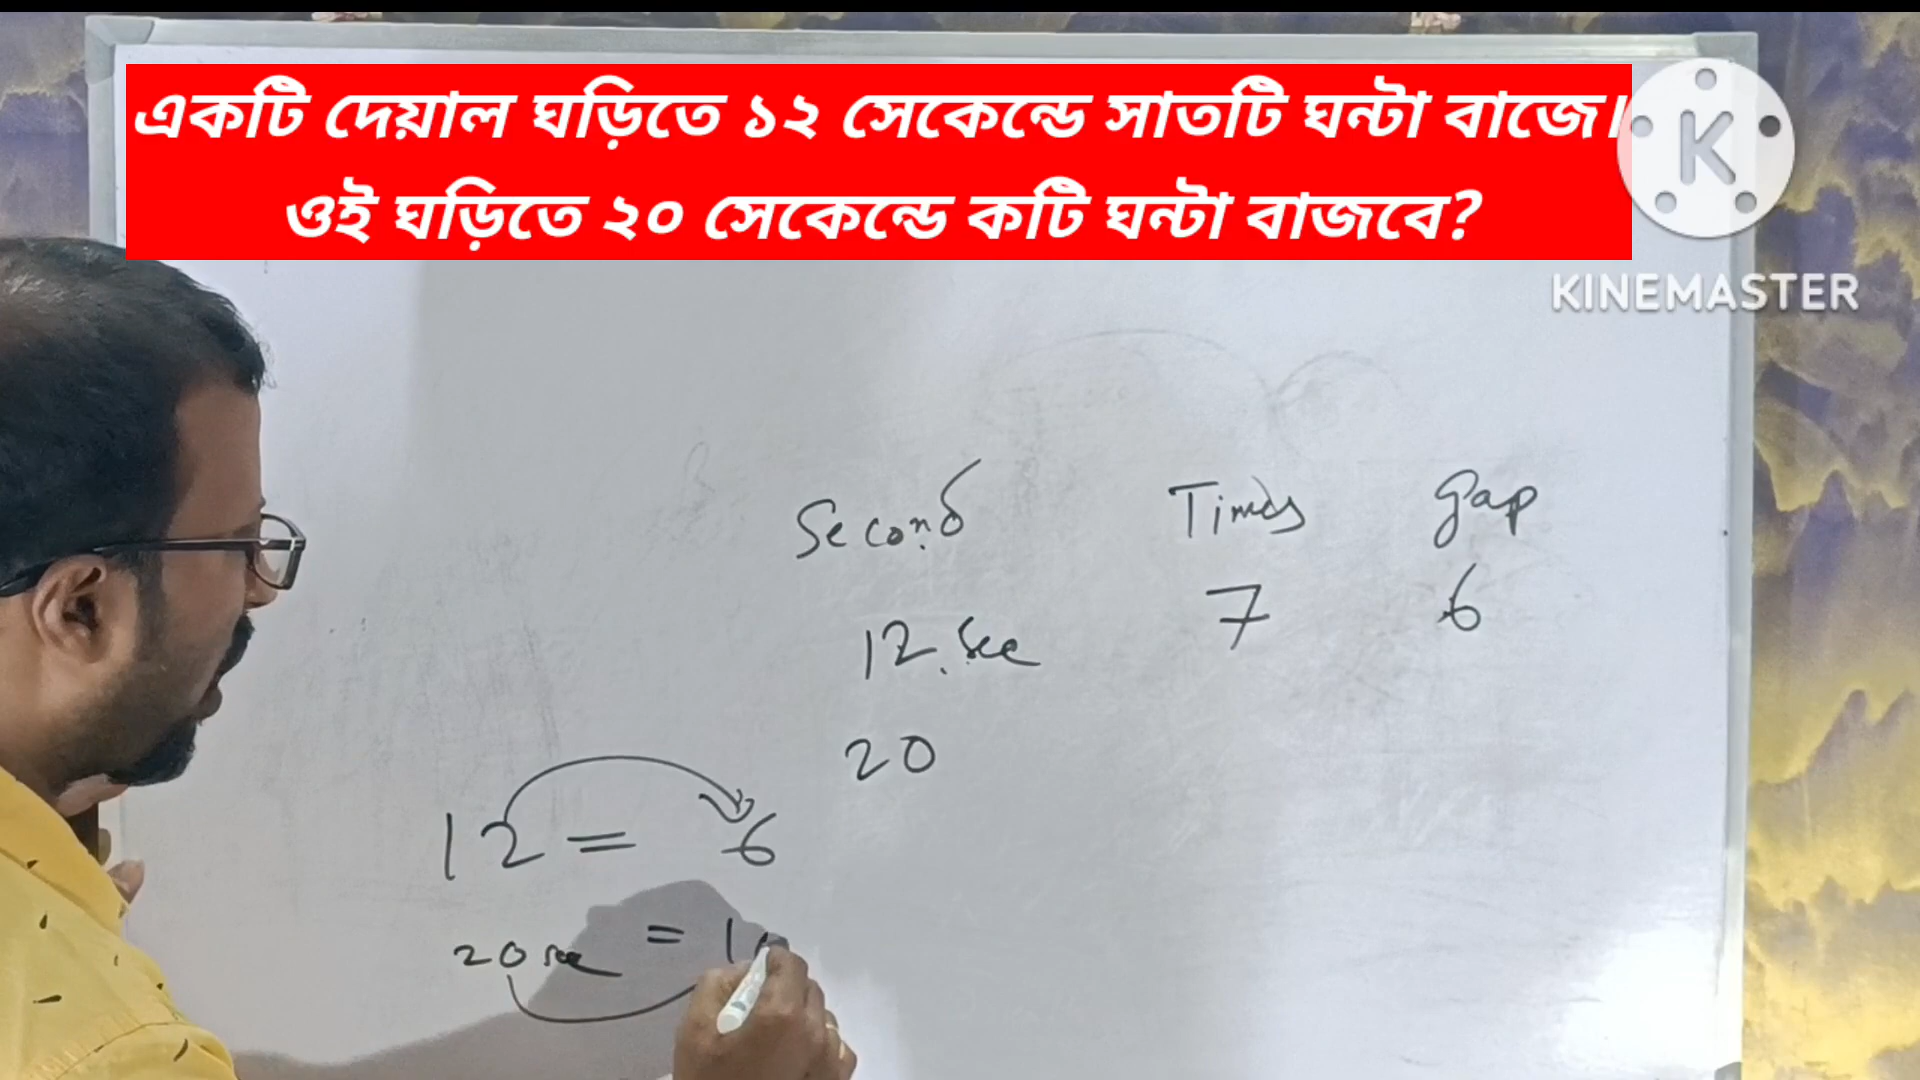 একটি দেয়াল ঘড়িতে ১২ সেকেন্ডে সাতটি ঘন্টা বাজে।
ওই ঘড়িতে ২০ সেকেন্ডে কটি ঘন্টা বাজবে?
KINEMASTER
Second Times gap
12 sec 7 6
20
12 = 6
20 sec = 1